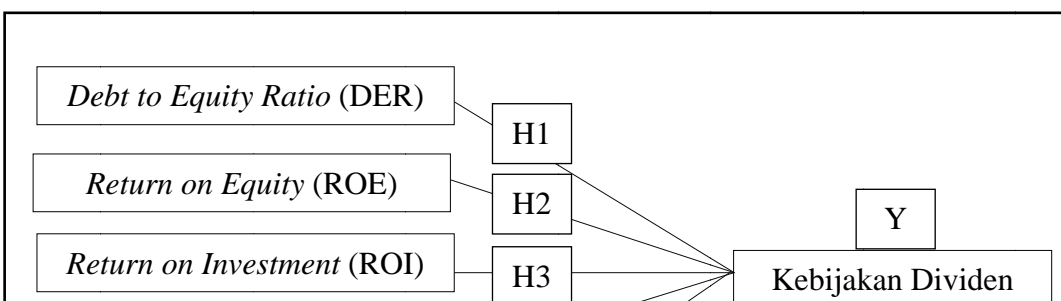 Debt to Equity Ratio (DER)
H1
Return on Equity (ROE)
H2
Y
Return on Investment (ROI)
H3
Kebijakan Dividen